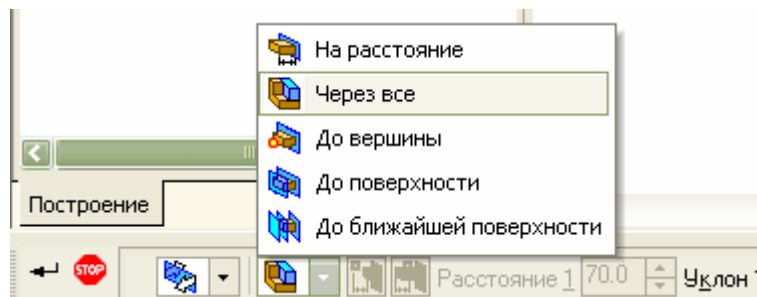 На расстояние
Через все
До вершины
До поверхности
До ближайшей поверхности
Построение
STOP
Расстояние 1 70.0 Уклон